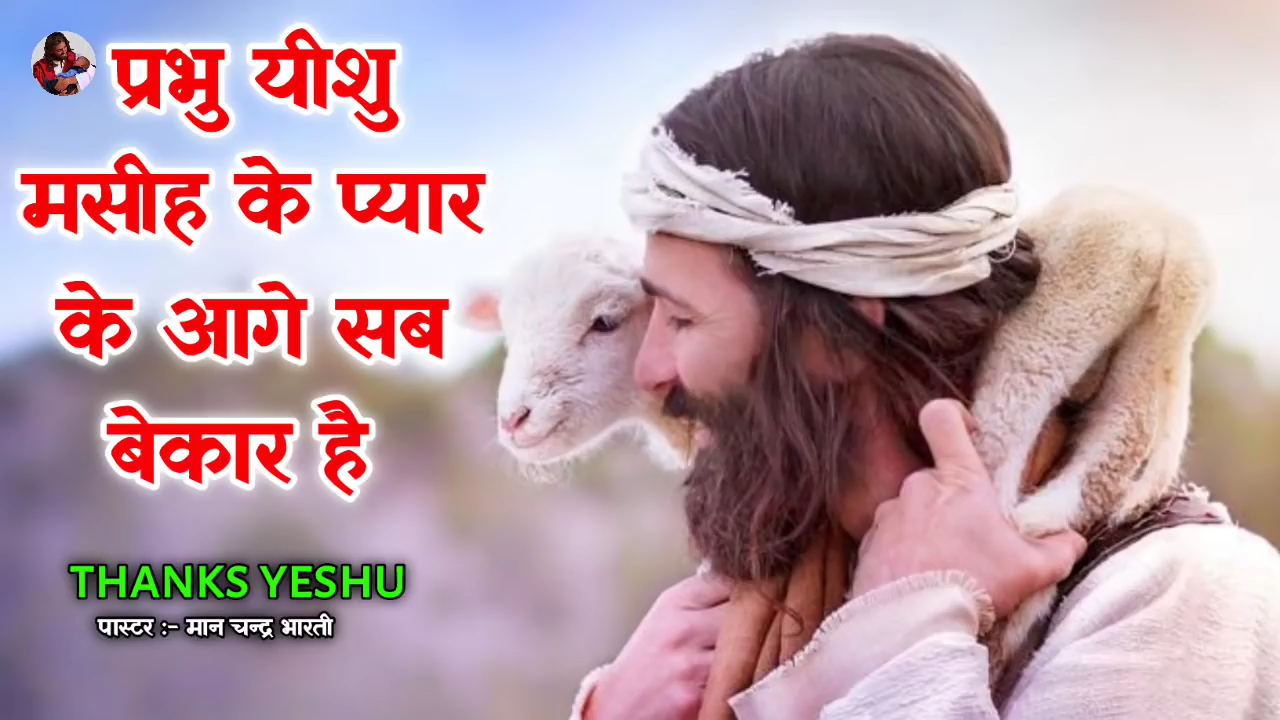 प्रभु यीशु
मसीह के प्यार
के आगे सब
बेकार है
THANKS YESHU
पास्टर :- मान चन्द्र भारती